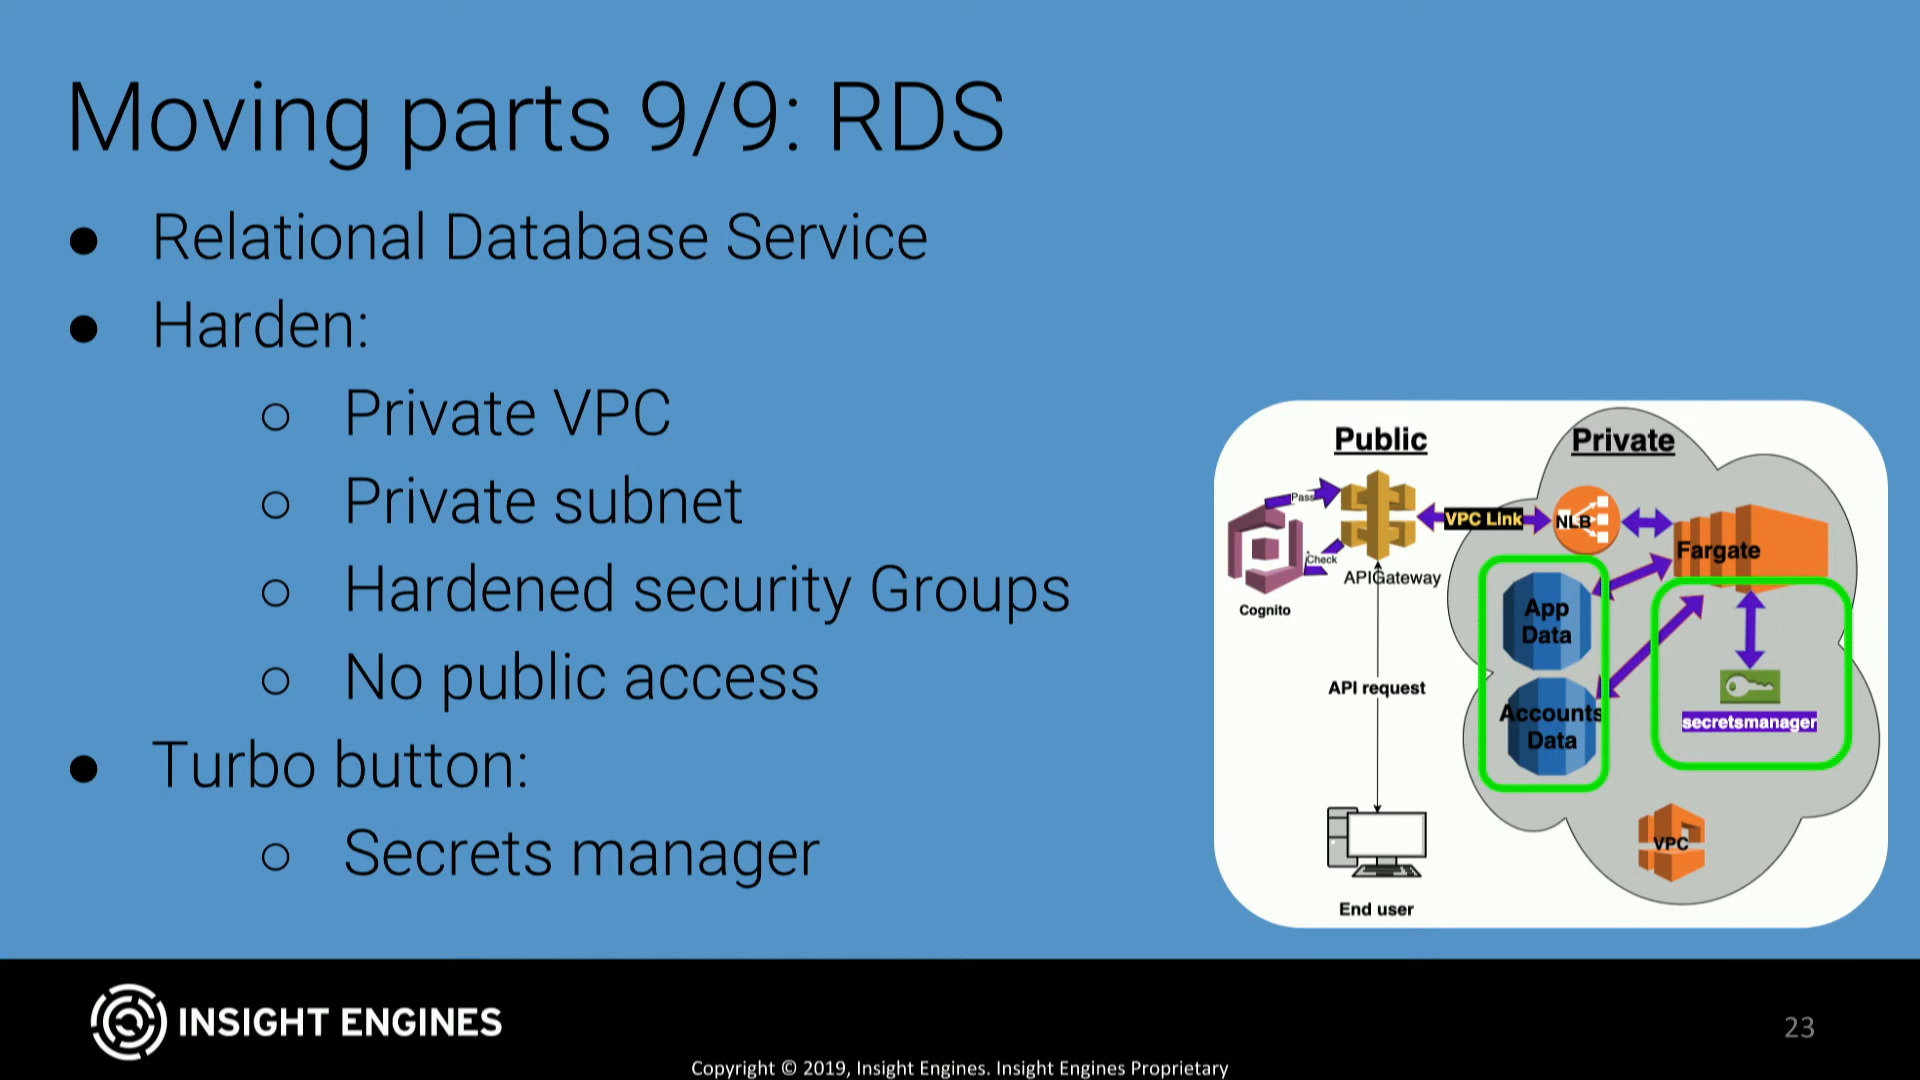 Moving parts 9/9: RDS
● Relational Database Service
● Harden:
○ Private VPC
○ Private subnet
○ Hardened security Groups
○ No public access
● Turbo button:
○ Secrets manager
Public
Private
Pass
Check
Cognito
APIGateway
VPC Link
NLB
Fargate
App
Data
Accounts
Data
secretsmanager
API request
VPC
End user
INSIGHT ENGINES
23
Copyright © 2019, Insight Engines. Insight Engines Proprietary